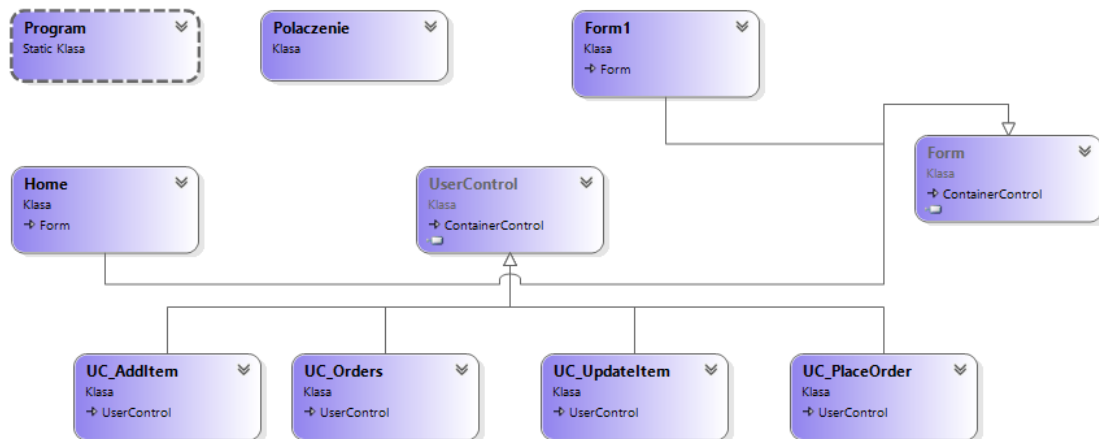 Program
Static Klasa
Polaczenie
Klasa
Form1
Klasa
Form
Form
Klasa
ContainerControl
Home
Klasa
Form
UserControl
Klasa
ContainerControl
UC_AddItem
Klasa
UserControl
UC_Orders
Klasa
UserControl
UC_UpdateItem
Klasa
UserControl
UC_PlaceOrder
Klasa
UserControl